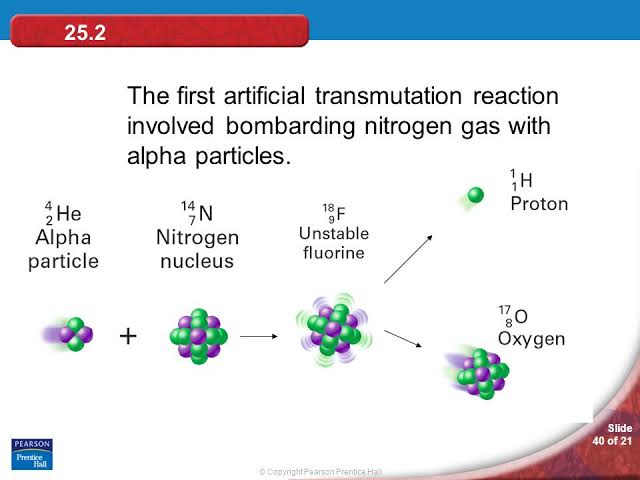 25.2
The first artificial transmutation reaction
involved bombarding nitrogen gas with
alpha particles.
4
2 He
Alpha
particle
+
14
7 N
Nitrogen
nucleus
18
9 F
Unstable
fluorine
1
1 H
Proton
17
8 O
Oxygen
Slide
40 of 21
PEARSON
Prentice
Hall
© Copyright Pearson Prentice Hall